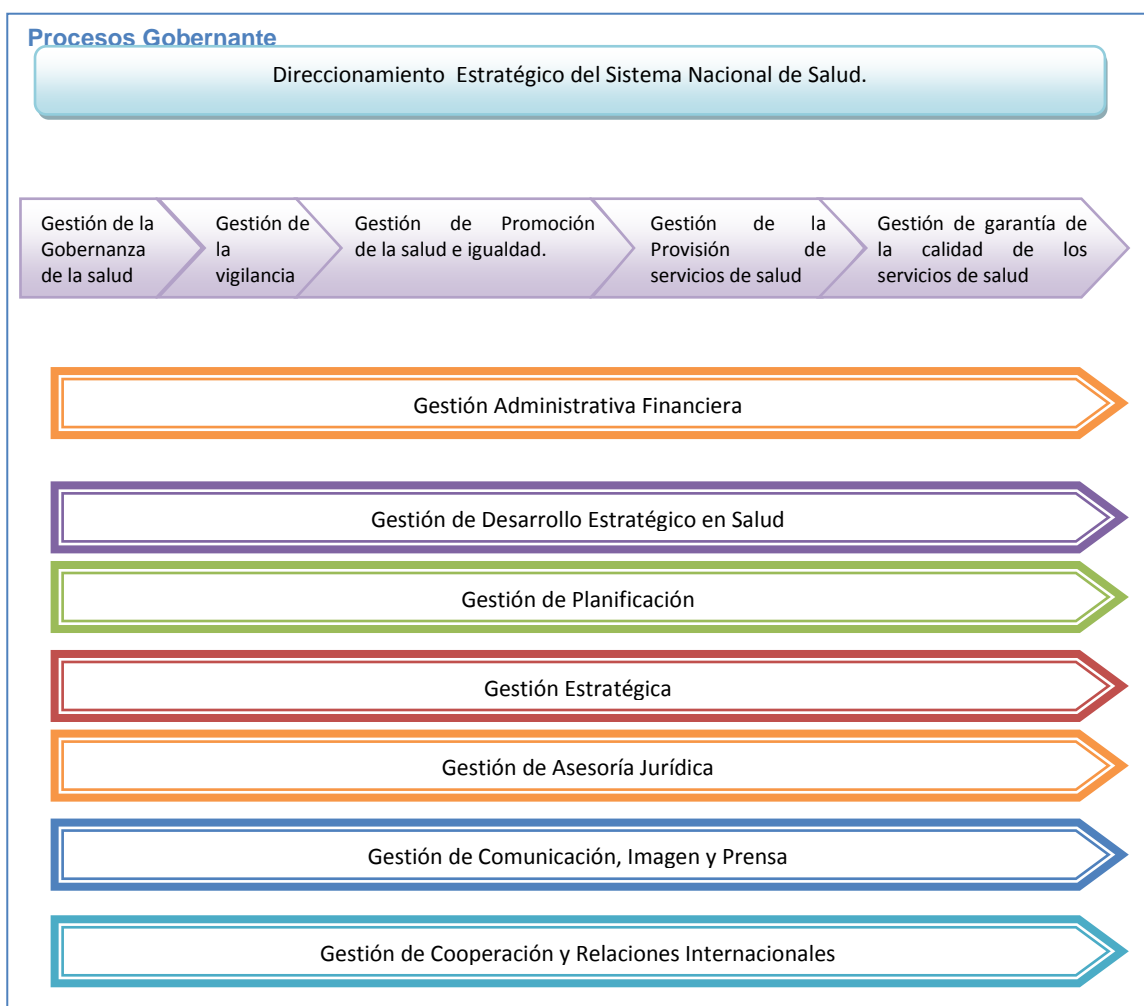 Procesos Gobernante
Direccionamiento Estratégico del Sistema Nacional de Salud.
Gestión de la
Gobernanza
de la salud
Gestión de
la
vigilancia
Gestión de Promoción
de la salud e igualdad.
Gestión de la
Provisión de
servicios de salud
Gestión de garantía de
la calidad de los
servicios de salud
Gestión Administrativa Financiera
Gestión de Desarrollo Estratégico en Salud
Gestión de Planificación
Gestión Estratégica
Gestión de Asesoría Jurídica
Gestión de Comunicación, Imagen y Prensa
Gestión de Cooperación y Relaciones Internacionales